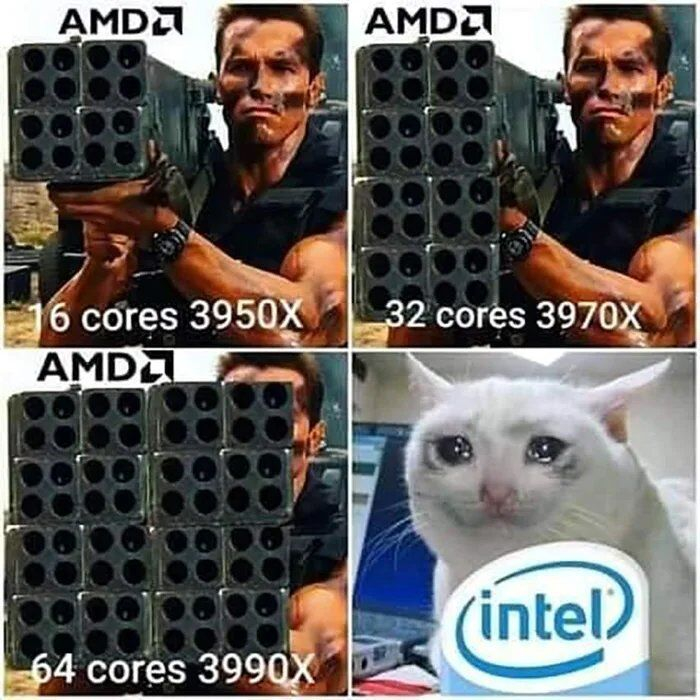 AMD
16 cores 3950X
AMD
32 cores 3970X
AMD
64 cores 3990X
intel